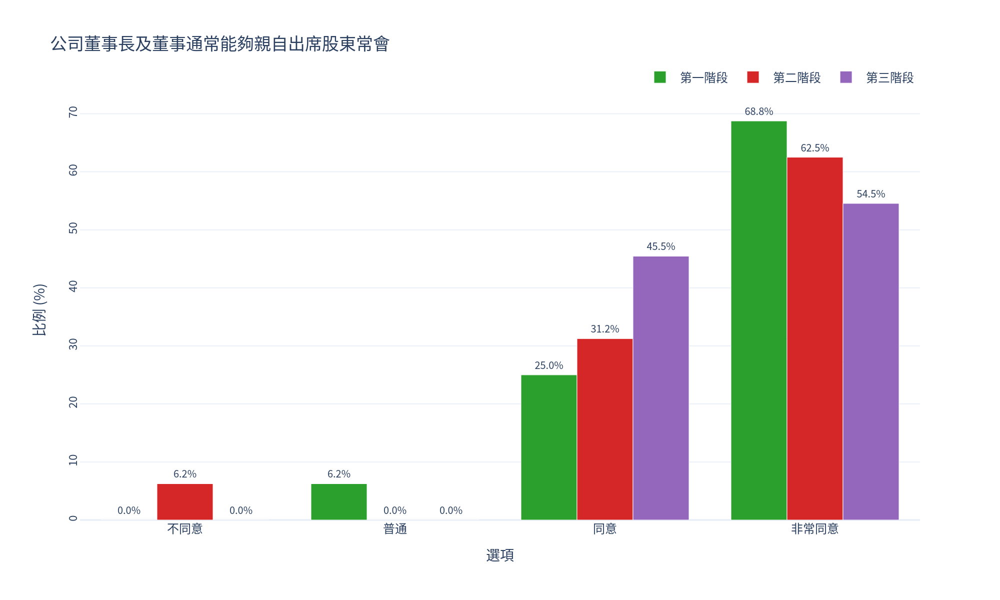 公司董事長及董事通常能夠親自出席股東常會
第一階段 第二階段 第三階段
70
60
50
40
30
20
10
0
比例 (%)
68.8%
62.5%
54.5%
45.5%
31.2%
25.0%
6.2% 6.2%
0.0% 0.0% 0.0% 0.0%
不同意 普通 同意 非常同意
選項